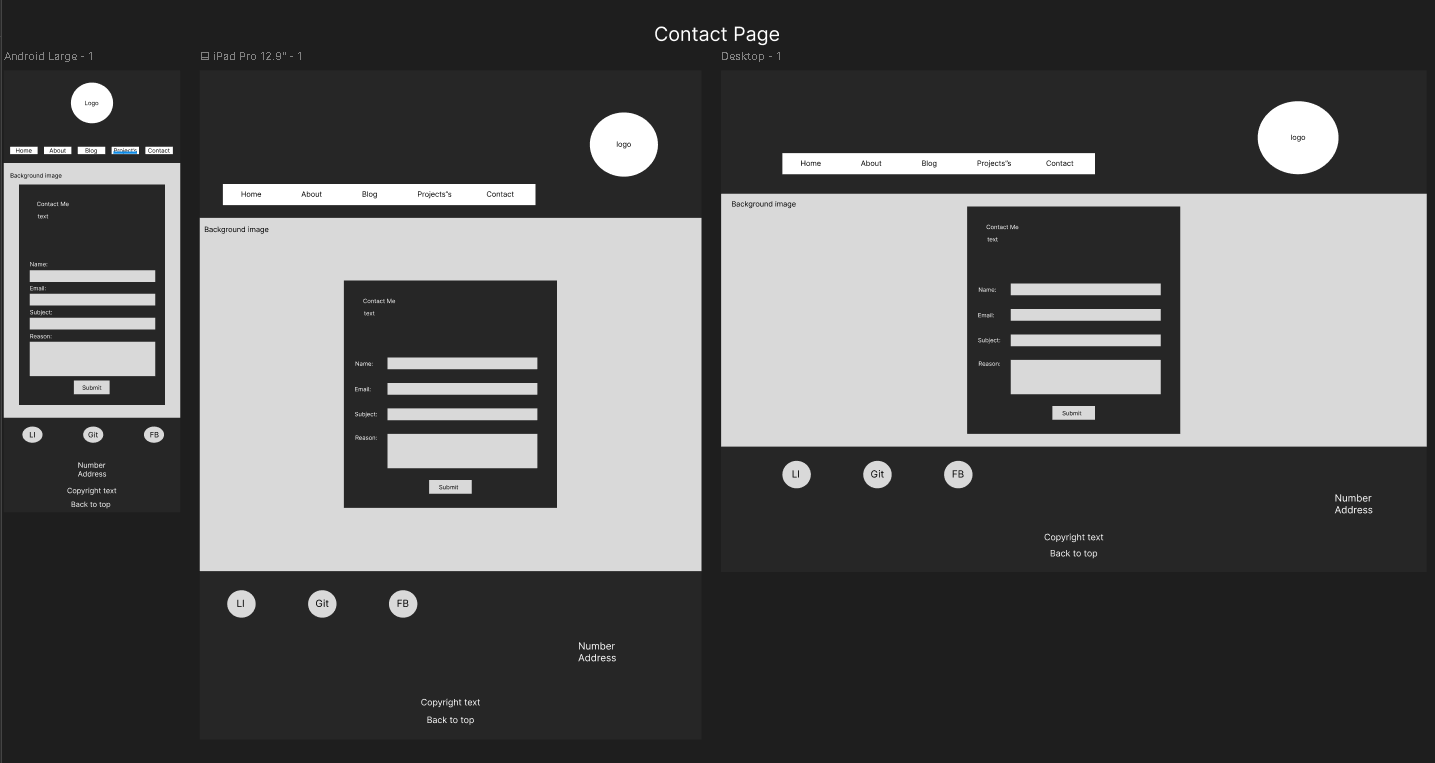 Contact Page
Android Large - 1
Logo
Home About Blog Project's Contact
Background image
Contact Me
text
Name:
Email:
Subject:
Reason:
Submit
LI Git FB
Number
Address
Copyright text
Back to top
iPad Pro 12.9" - 1
logo
Home About Blog Projects"s Contact
Background image
Contact Me
text
Name:
Email:
Subject:
Reason:
Submit
LI Git FB
Number
Address
Copyright text
Back to top
Desktop - 1
logo
Home About Blog Projects"s Contact
Background image
Contact Me
text
Name:
Email:
Subject:
Reason:
Submit
LI Git FB
Number
Address
Copyright text
Back to top